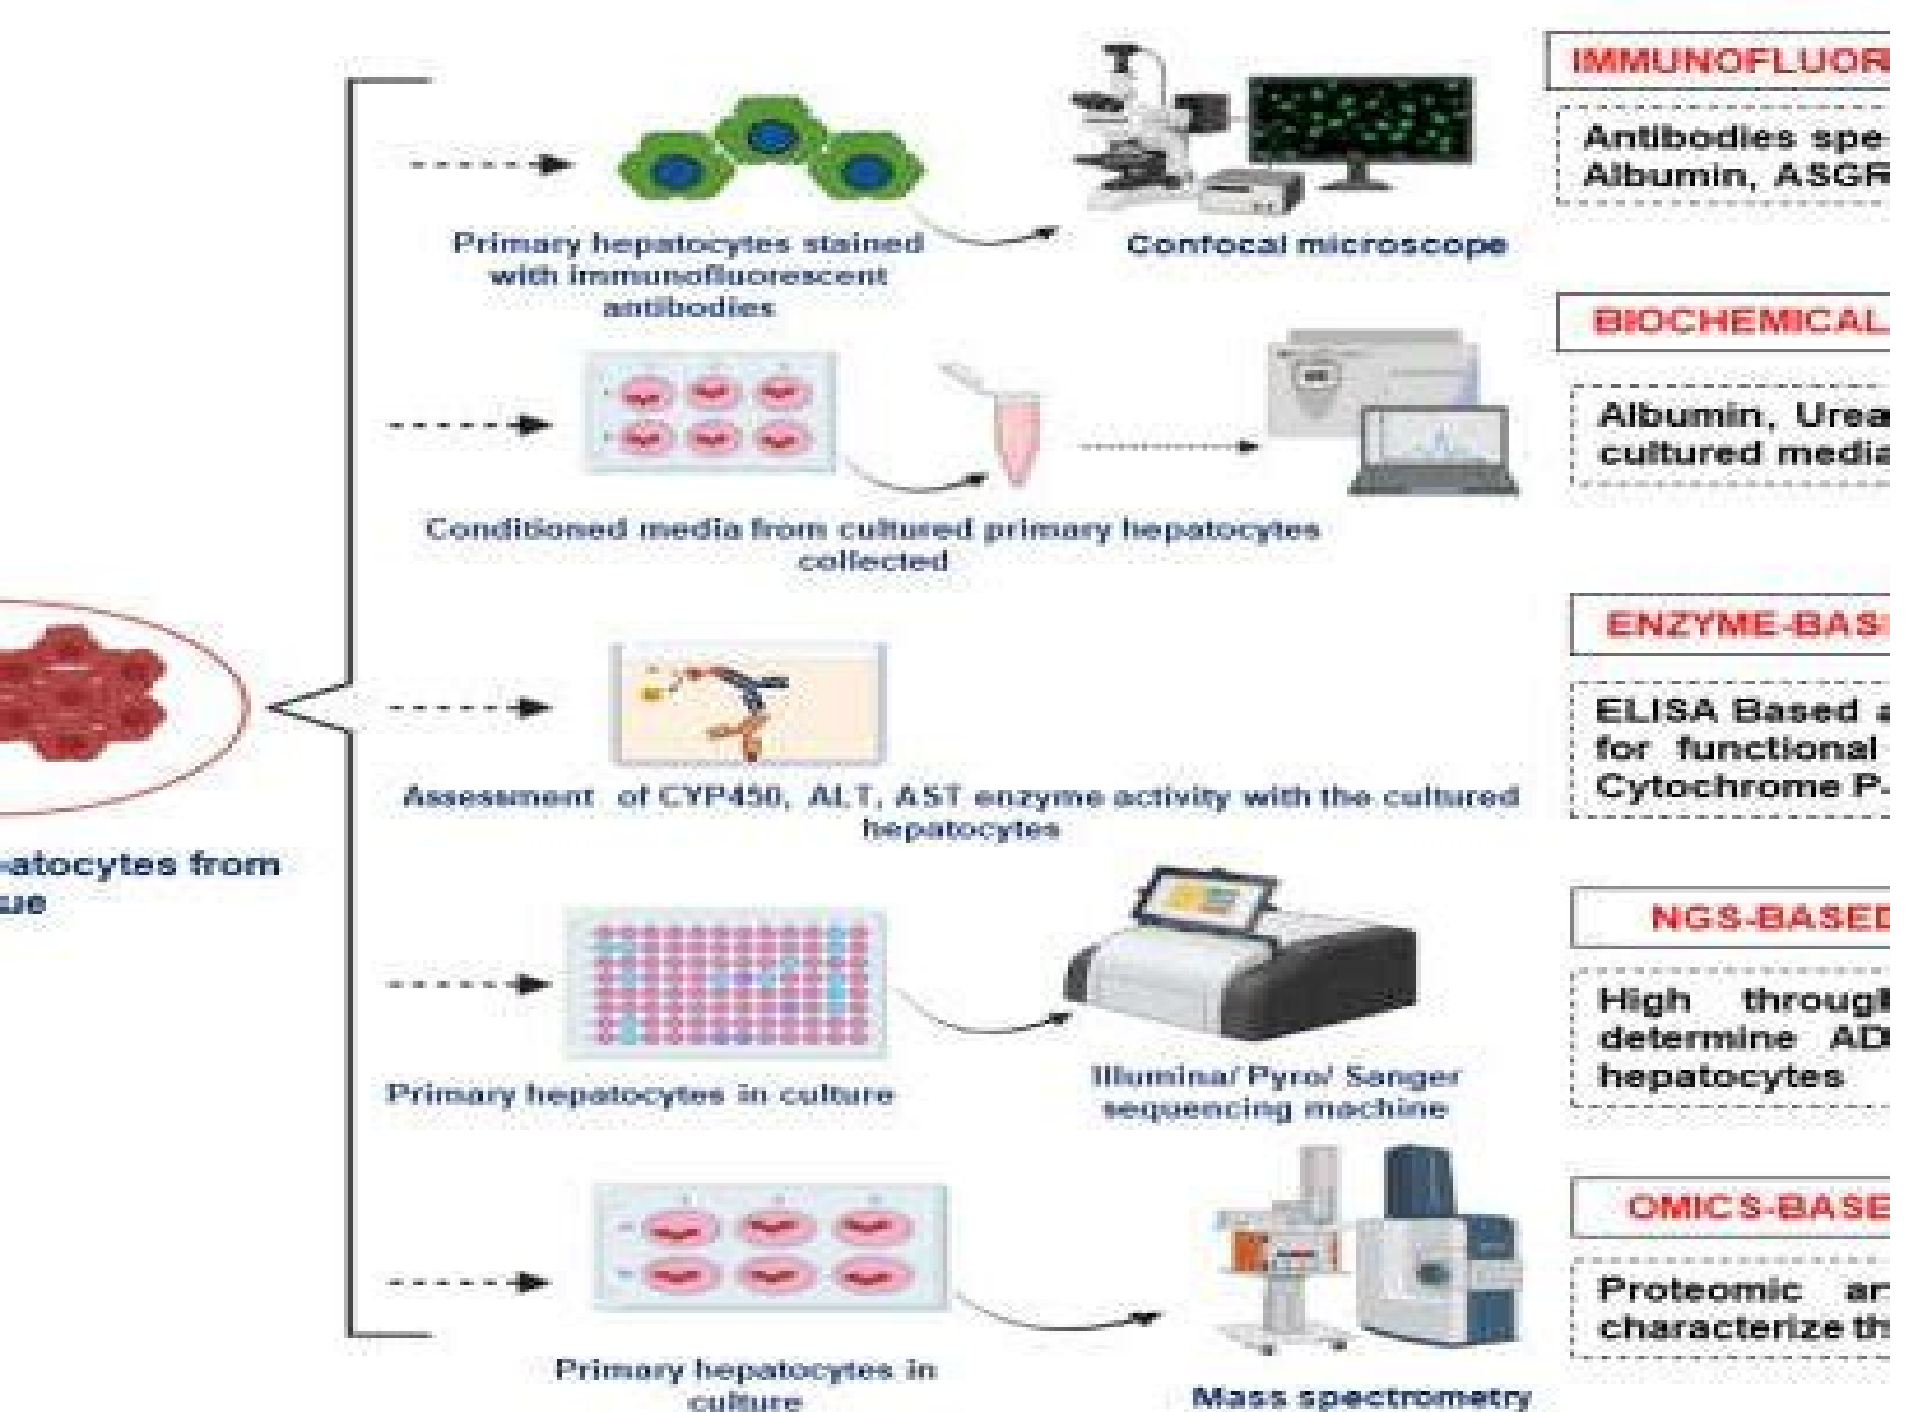 IMMUNOFLUOR
Antibodies spe
Albumin, ASGR
Primary hepatocytes stained
with immunofluorescent
antibodies
Confocal microscope
BIOCHEMICAL
Albumin, Urea
cultured media
Conditioned media from cultured primary hepatocytes
collected
ENZYME-BAS
ELISA Based a
for functional
Cytochrome P-
Assessment of CYP450, ALT, AST enzyme activity with the cultured
hepatocytes
patocytes from
ue
NGS-BASED
High throug
determine AD
hepatocytes
Primary hepatocytes in culture
Illumina/ Pyro/ Sanger
sequencing machine
OMICS-BASE
Proteomic an
characterize th
Primary hepatocytes in
culture
Mass spectrometry